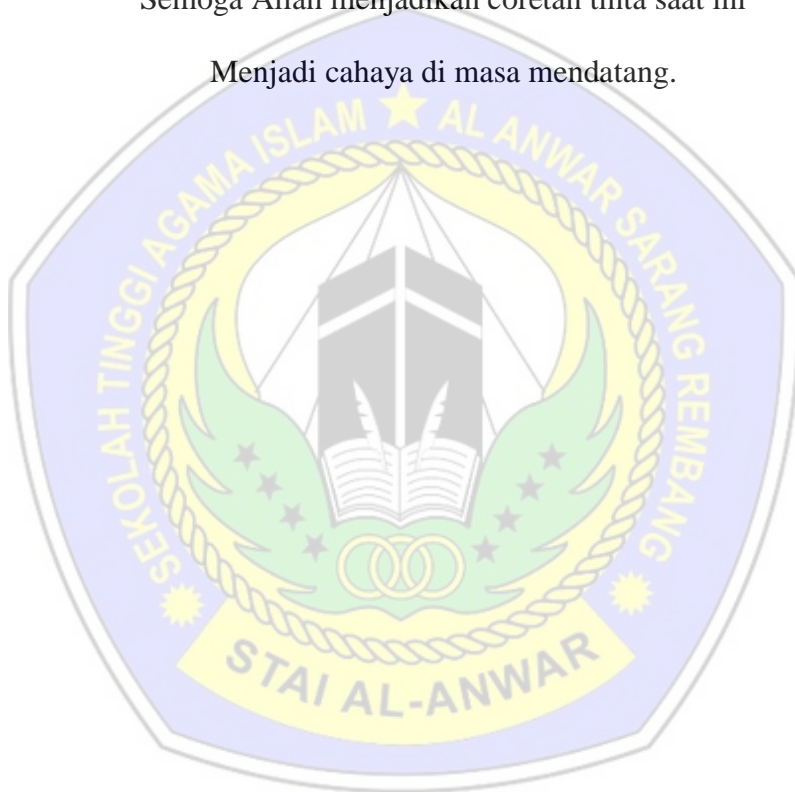 Semoga Allah menjadikan coretan tinta saat ini
Menjadi cahaya di masa mendatang.
SEKOLAH TINGGI AGAMA ISLAM AL ANWAR SARANG REMBANG
STAI AL-ANWAR